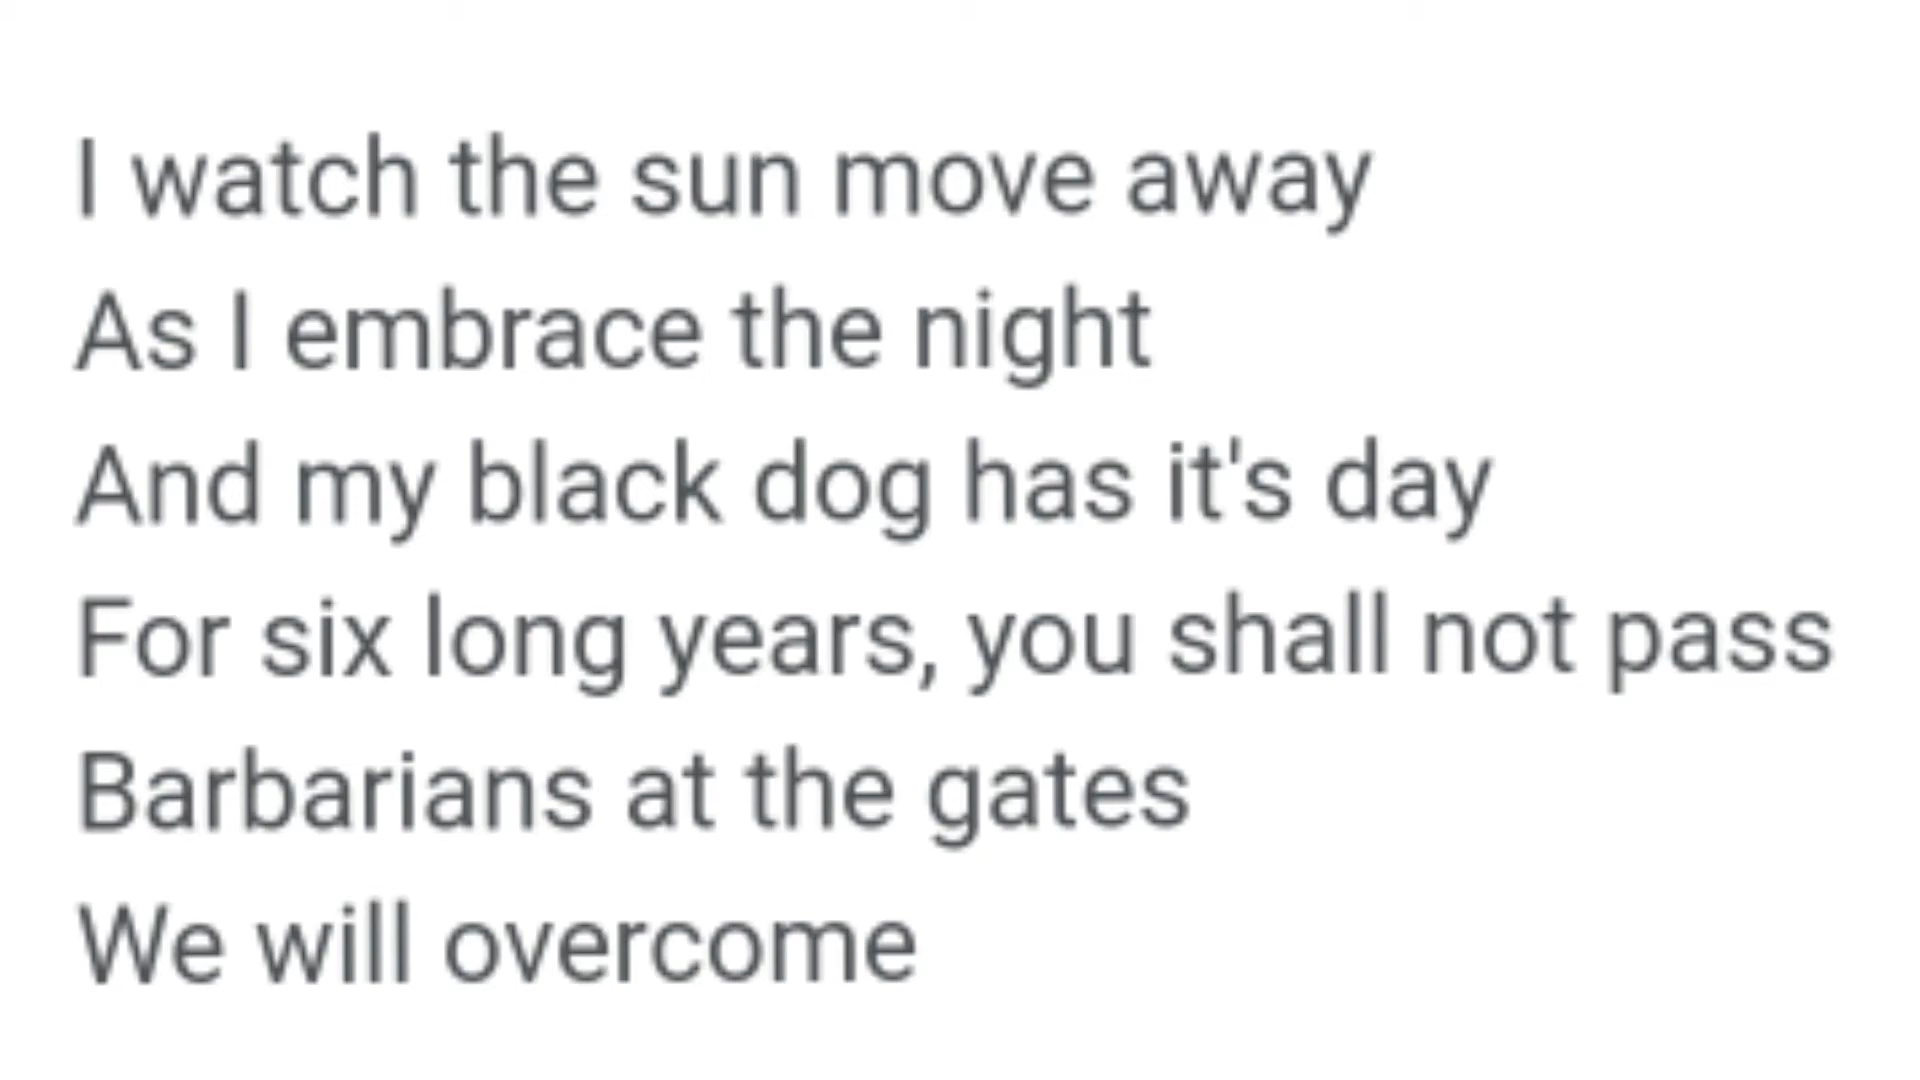 I watch the sun move away
As I embrace the night
And my black dog has it's day
For six long years, you shall not pass
Barbarians at the gates
We will overcome